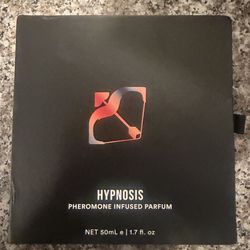 HYPNOSIS
PHEROMONE INFUSED PARFUM
NET 50mL e | 1.7 fl. oz